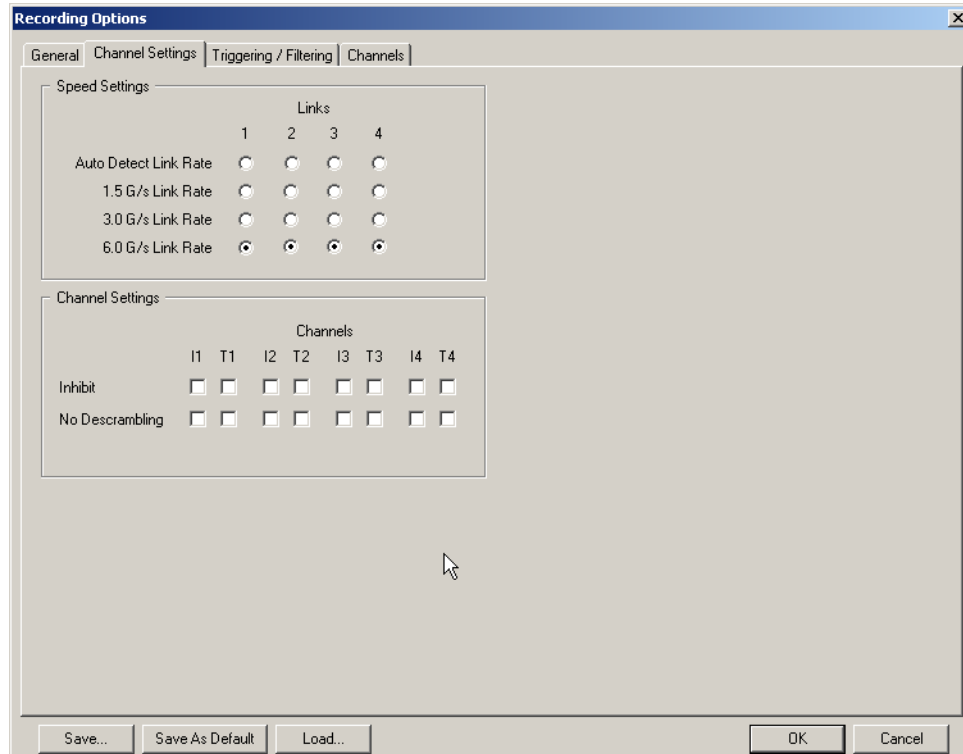 Recording Options
General Channel Settings Triggering / Filtering Channels
Speed Settings
Links
1 2 3 4
Auto Detect Link Rate
1.5 G/s Link Rate
3.0 G/s Link Rate
6.0 G/s Link Rate
Channel Settings
Channels
I1 T1 I2 T2 I3 T3 I4 T4
Inhibit
No Descrambling
Save... Save As Default Load... OK Cancel